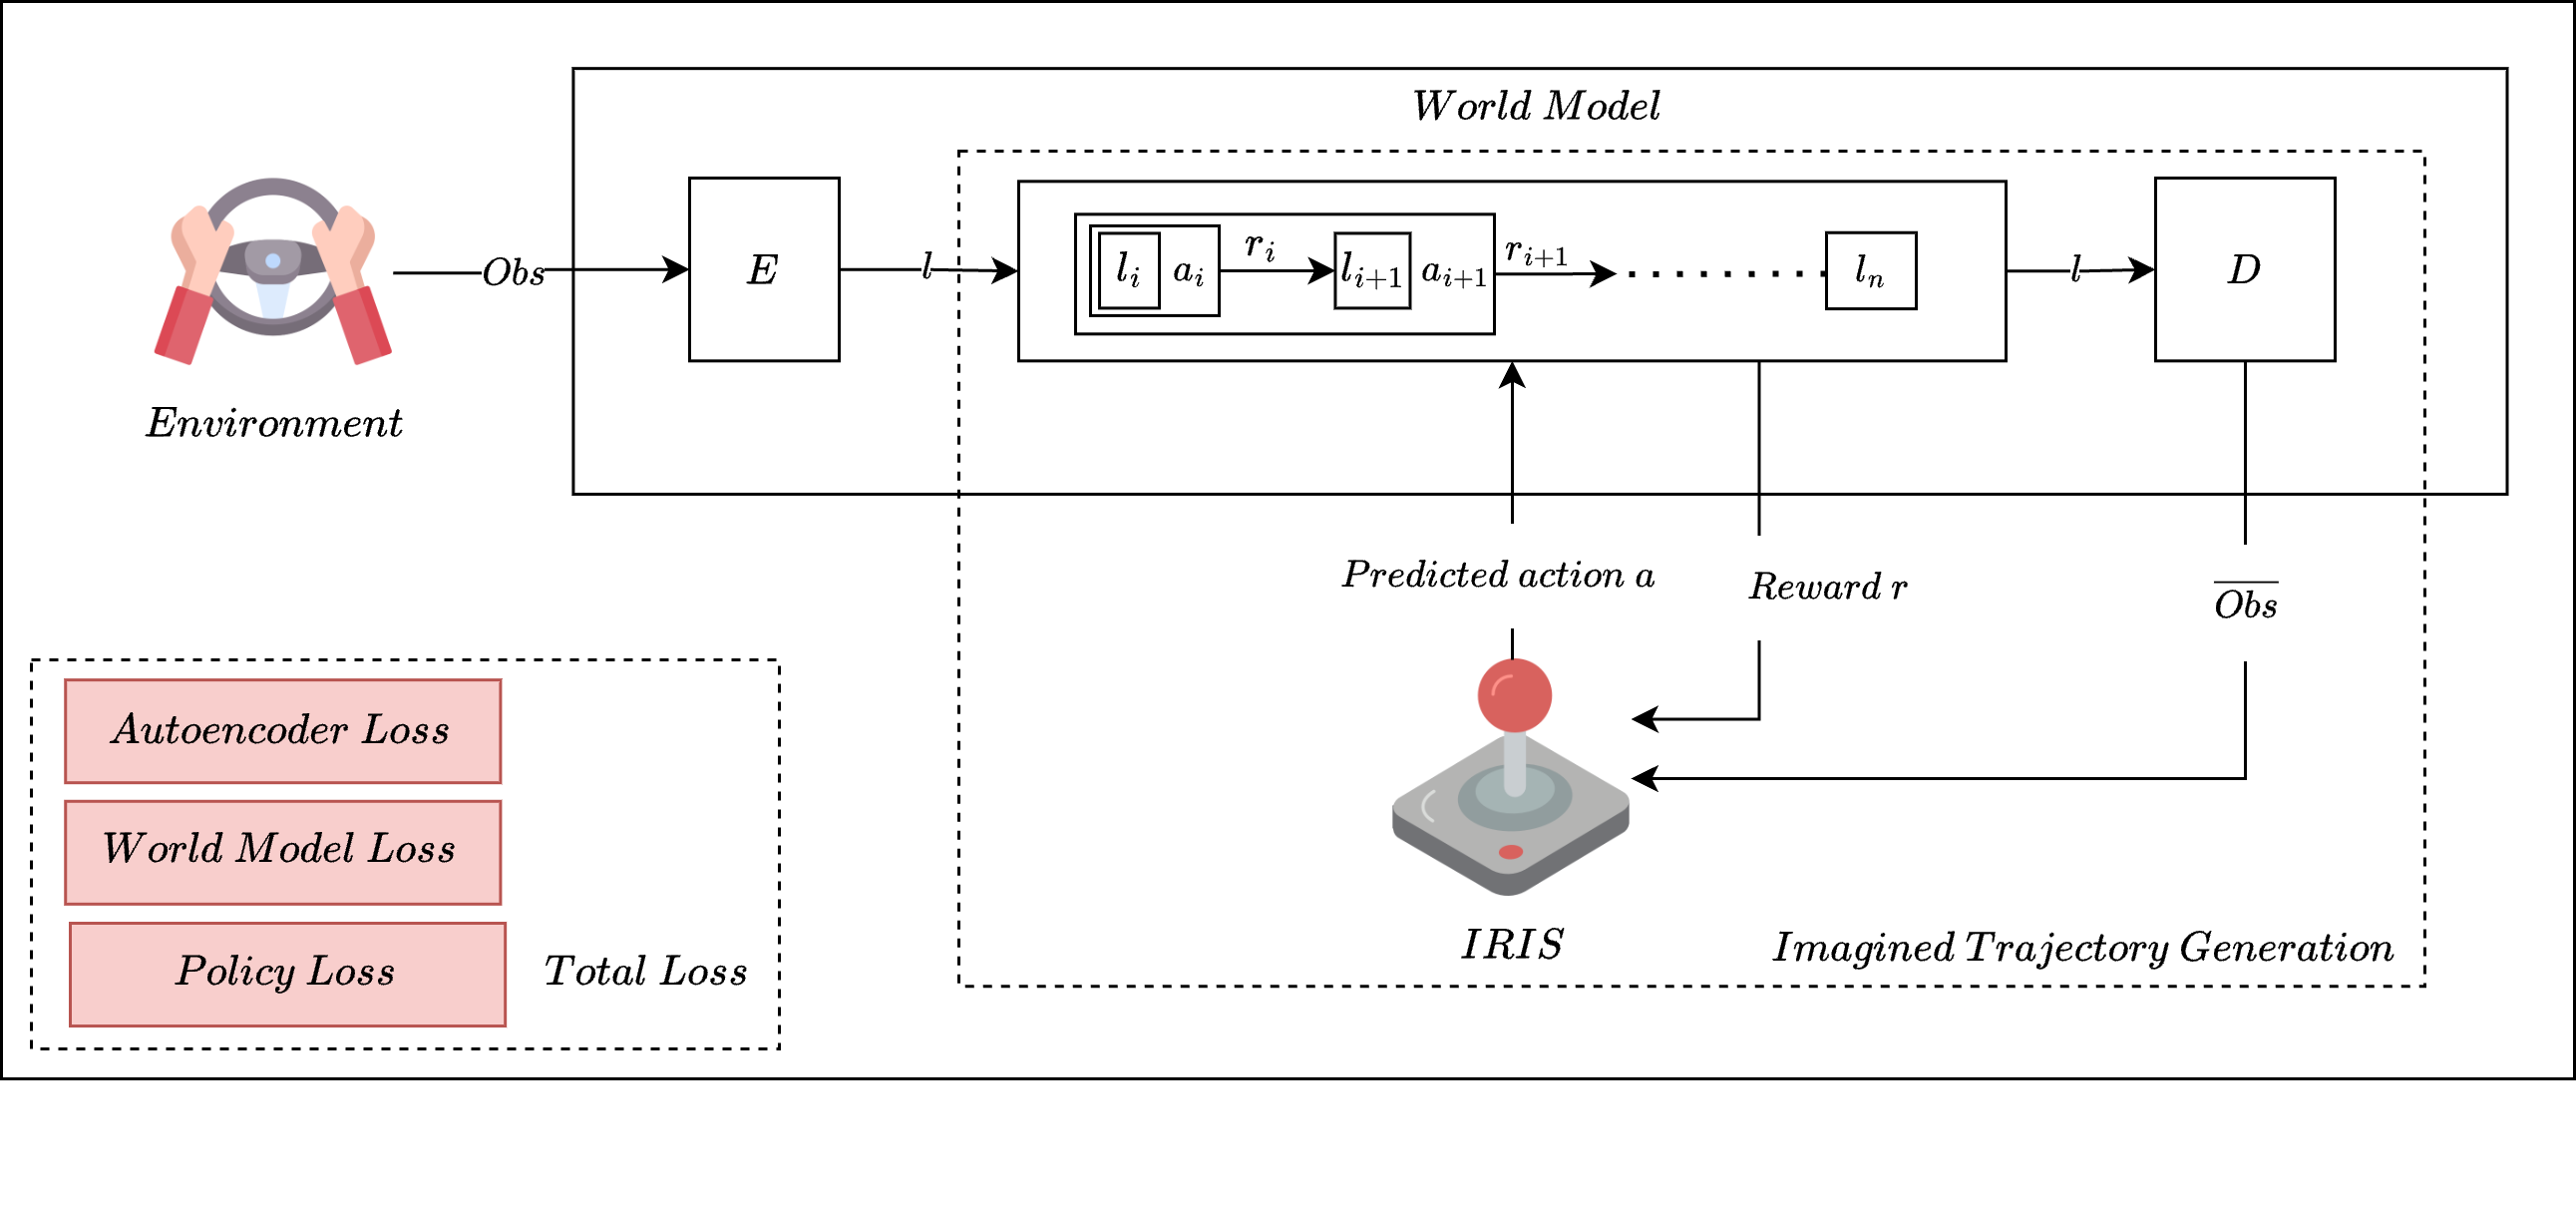 World Model
Obs
E
l
l_i a_i
r_i
l_{i+1} a_{i+1}
r_{i+1}
l_n
l
D
Environment
Predicted action a
Reward r
\overline{Obs}
Autoencoder Loss
World Model Loss
Policy Loss
Total Loss
IRIS
Imagined Trajectory Generation